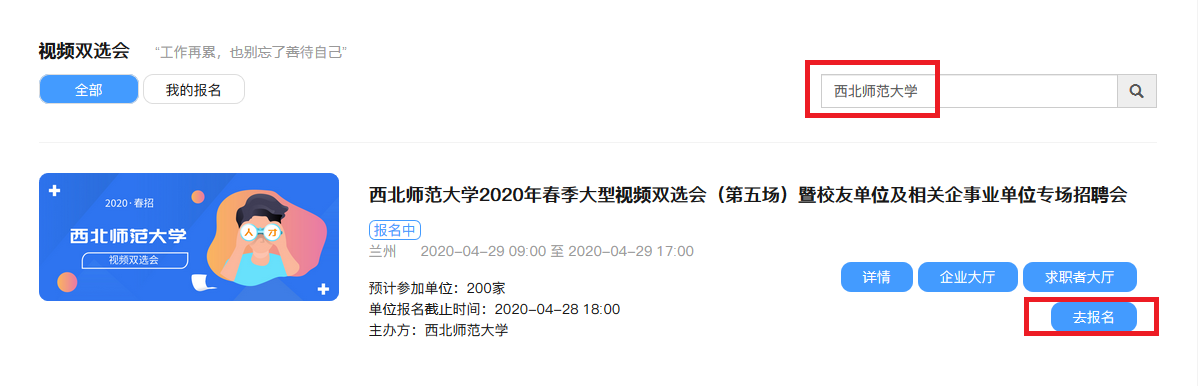 视频双选会 “工作再累，也别忘了善待自己”
全部 我的报名
西北师范大学
2020·春招
西北师范大学
视频双选会
人 才
西北师范大学2020年春季大型视频双选会（第五场）暨校友单位及相关企事业单位专场招聘会
报名中
兰州 2020-04-29 09:00 至 2020-04-29 17:00
预计参加单位：200家
单位报名截止时间：2020-04-28 18:00
主办方：西北师范大学
详情 企业大厅 求职者大厅
去报名